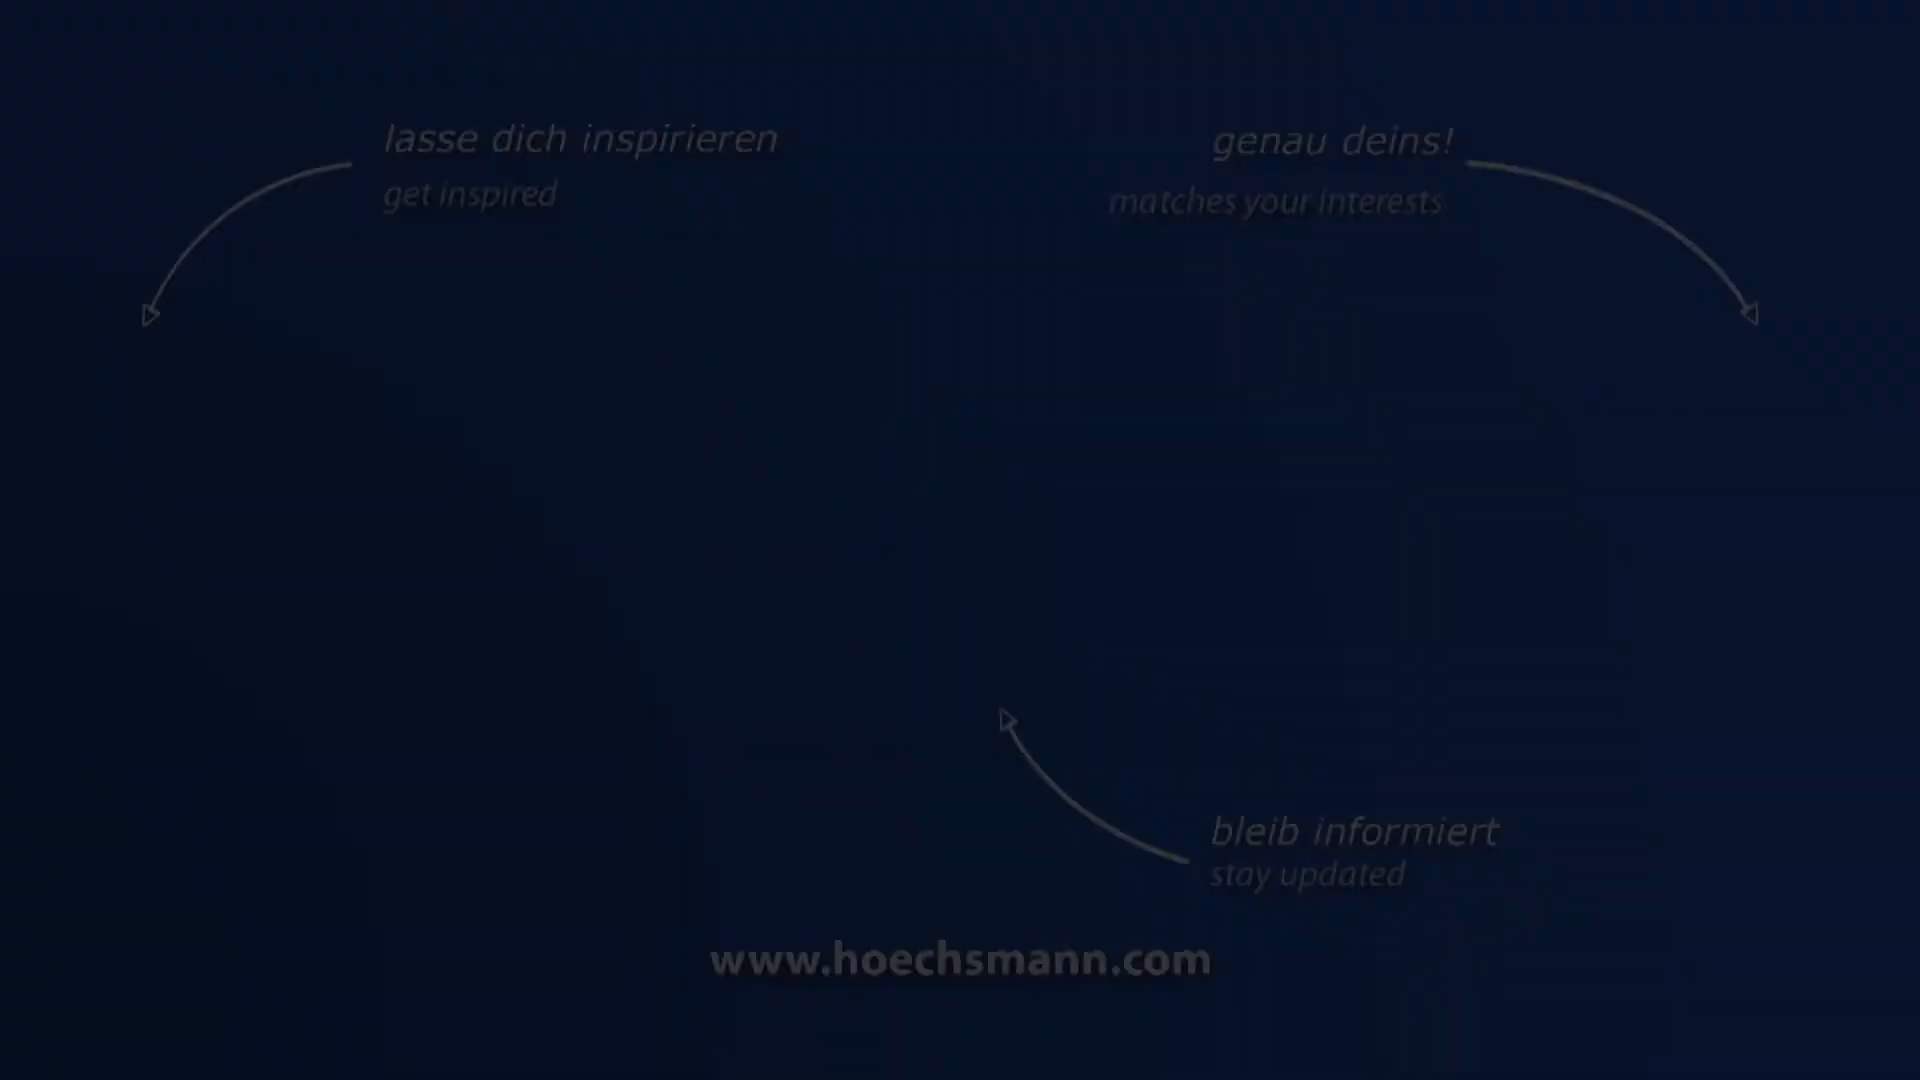 lasse dich inspirieren
get inspired
genau deins!
matches your interests
bleib informiert
stay updated
www.hoechsmann.com